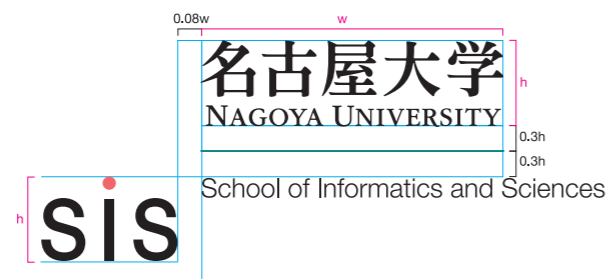 0.08w
w
名古屋大学
NAGOYA UNIVERSITY
h
0.3h
0.3h
School of Informatics and Sciences
h
sis